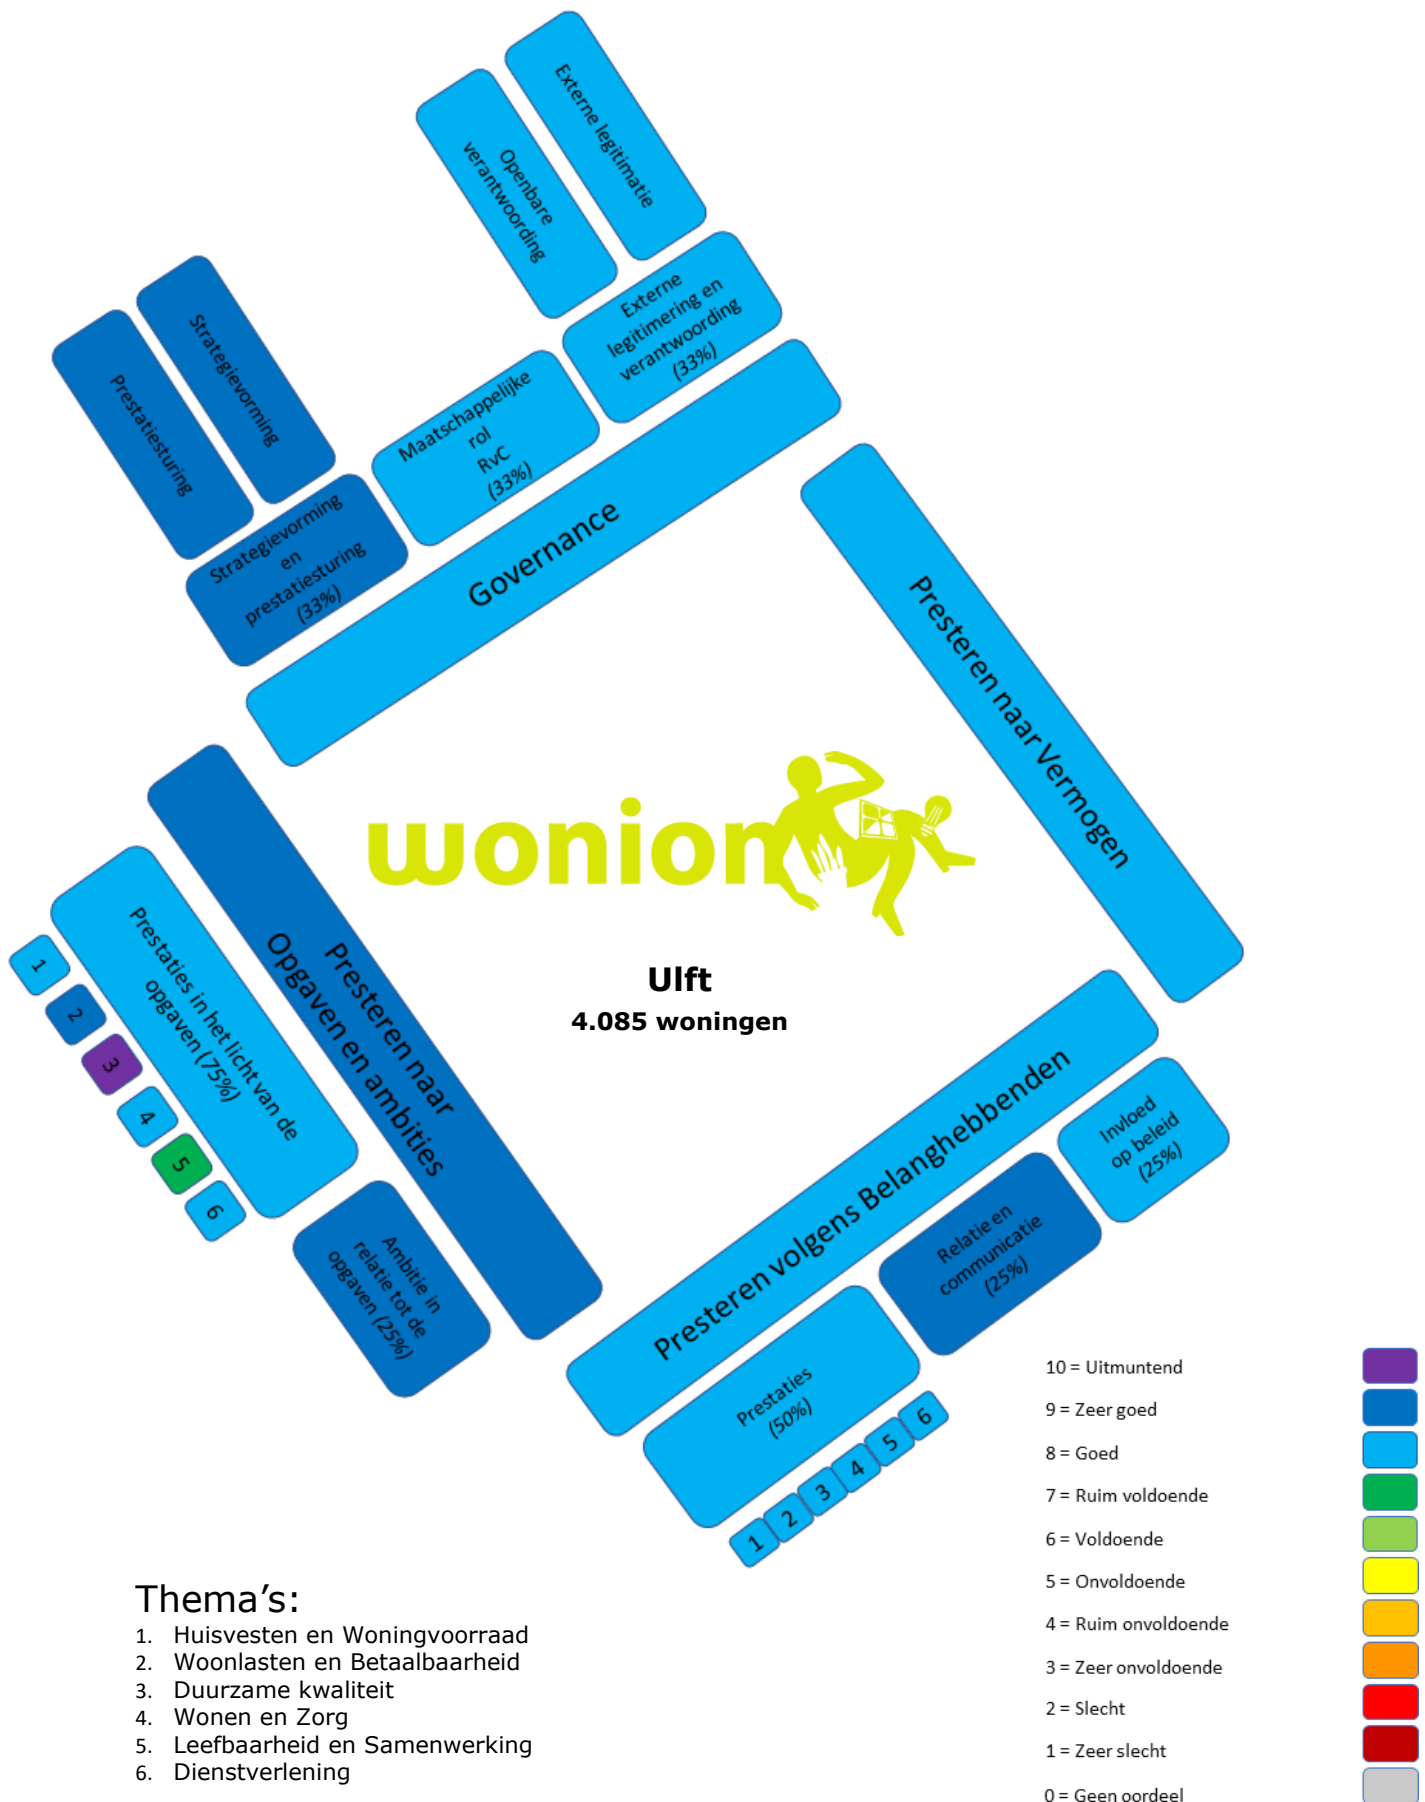 Externe legitimatie
Openbare
verantwoording
Externe
legitimering en
verantwoording
(33%)
Strategievorming
Prestatiesturing
Maatschappelijke
rol
RvC
(33%)
Strategievorming
en
prestatiesturing
(33%)
Governance
Presteren naar Vermogen
wonion
Ulft
4.085 woningen
Presteren naar
Opgaven en ambities
Prestaties in het licht van de
opgaven (75%)
1
2
3
4
5
6
Ambitie in
relatie tot de
opgaven (25%)
Presteren volgens Belanghebbenden
Invloed
op beleid
(25%)
Relatie en
communicatie
(25%)
Prestaties
(50%)
1
2
3
4
5
6
10 = Uitmuntend
9 = Zeer goed
8 = Goed
7 = Ruim voldoende
6 = Voldoende
5 = Onvoldoende
4 = Ruim onvoldoende
3 = Zeer onvoldoende
2 = Slecht
1 = Zeer slecht
0 = Geen oordeel
Thema's:
1. Huisvesten en Woningvoorraad
2. Woonlasten en Betaalbaarheid
3. Duurzame kwaliteit
4. Wonen en Zorg
5. Leefbaarheid en Samenwerking
6. Dienstverlening